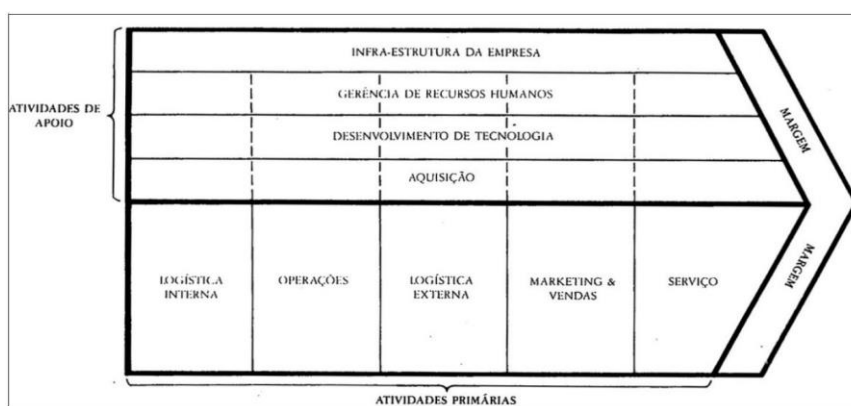 INFRA-ESTRUTURA DA EMPRESA
GERÊNCIA DE RECURSOS HUMANOS
ATIVIDADES DE
APOIO
DESENVOLVIMENTO DE TECNOLOGIA
AQUISIÇÃO
MARGEM
LOGÍSTICA
INTERNA
OPERAÇÕES
LOGÍSTICA
EXTERNA
MARKETING &
VENDAS
SERVIÇO
MARGEM
ATIVIDADES PRIMÁRIAS